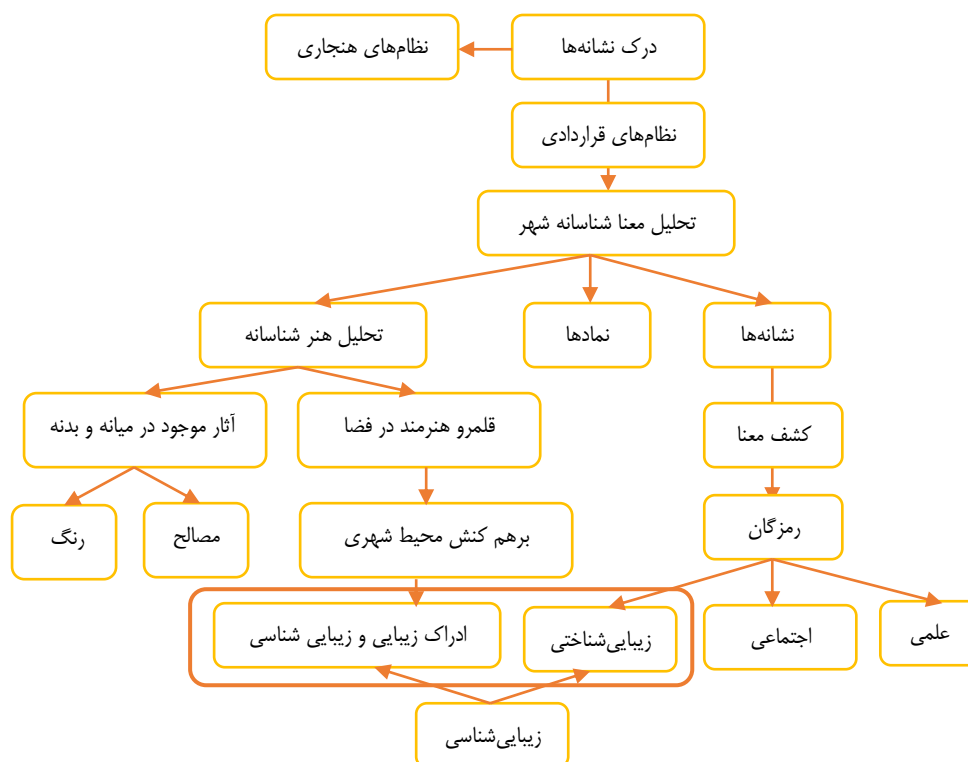 درک نشانه‌ها
نظام‌های هنجاری
نظام‌های قراردادی
تحلیل معنا شناسانه شهر
نشانه‌ها
نمادها
تحلیل هنر شناسانه
کشف معنا
قلمرو هنرمند در فضا
آثار موجود در میانه و بدنه
رمزگان
برهم کنش محیط شهری
مصالح
رنگ
علمی
اجتماعی
زیبایی‌شناختی
ادراک زیبایی و زیبایی شناسی
زیبایی‌شناسی